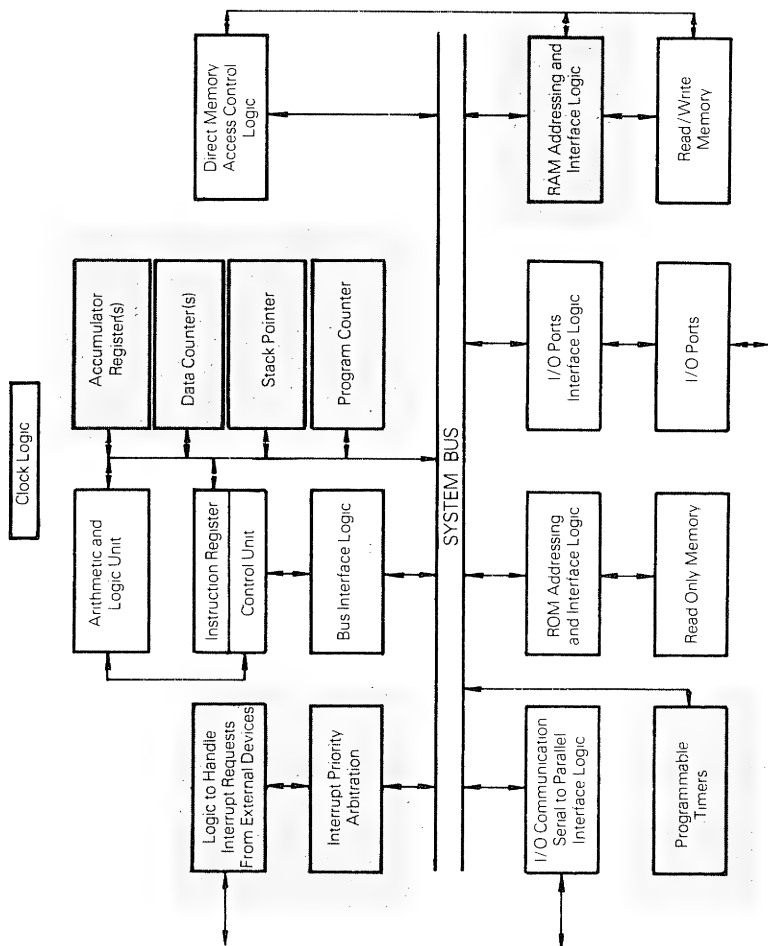 Clock Logic
Logic to Handle
Interrupt Requests
From External Devices
Interrupt Priority
Arbitration
Arithmetic and
Logic Unit
Instruction Register
Control Unit
Bus Interface Logic
Accumulator
Register(s)
Data Counter(s)
Stack Pointer
Program Counter
Direct Memory
Access Control
Logic
SYSTEM BUS
I/O Communication
Serial to Parallel
Interface Logic
Programmable
Timers
ROM Addressing
and Interface Logic
Read Only Memory
I/O Ports
Interface Logic
I/O Ports
RAM Addressing and
Interface Logic
Read/Write
Memory